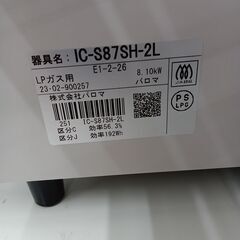 器具名: IC-S87SH-2L
E1-2-26 8.10kW
LPガス用 パロマ
23-02-900257
株式会社パロマ
251 IC-S87SH-2L
区分C 効率56.3%
区分J 効率192Wh
PS
LPG